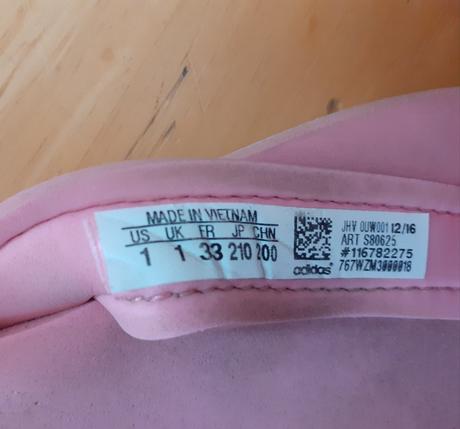 MADE IN VIETNAM
US UK FR JP CHN
1 1 33 210 200
adidas
JHV 0UW001 12/16
ART S80625
#116782275
767WZM3000018